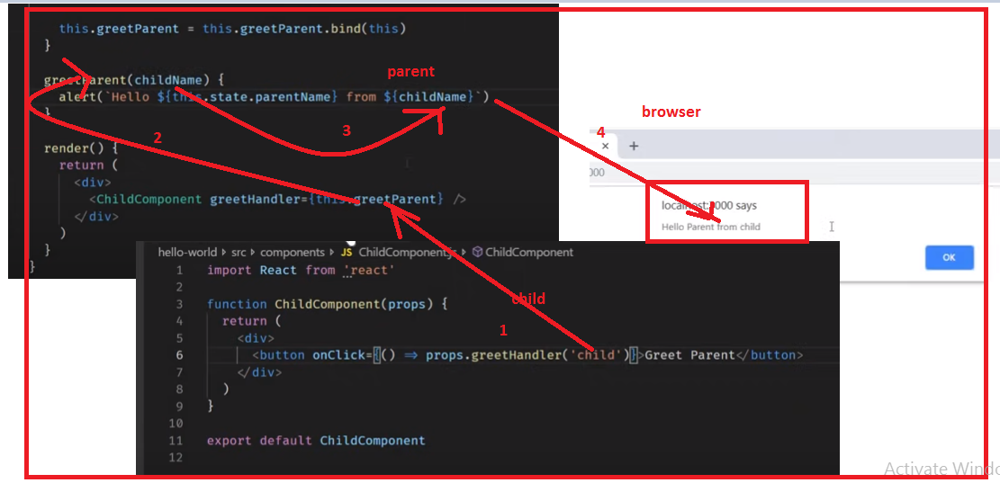 this.greetParent = this.greetParent.bind(this)
}
parent
greetParent(childName) {
alert(`Hello ${this.state.parentName} from ${childName}`)
}
3
2
render() {
return (
<div>
<ChildComponent greetHandler={this.greetParent} />
</div>
)
}
}
browser
4
× +
000
localhost:3000 says
Hello Parent from child
OK
hello-world src components JS ChildComponent.js ChildComponent
1 import React from 'react'
2
child
3 function ChildComponent(props) {
4 return (
1
5 <div>
6 <button onClick={() => props.greetHandler('child')}>Greet Parent</button>
7 </div>
8 )
9 }
10
11 export default ChildComponent
12
Activate Windo